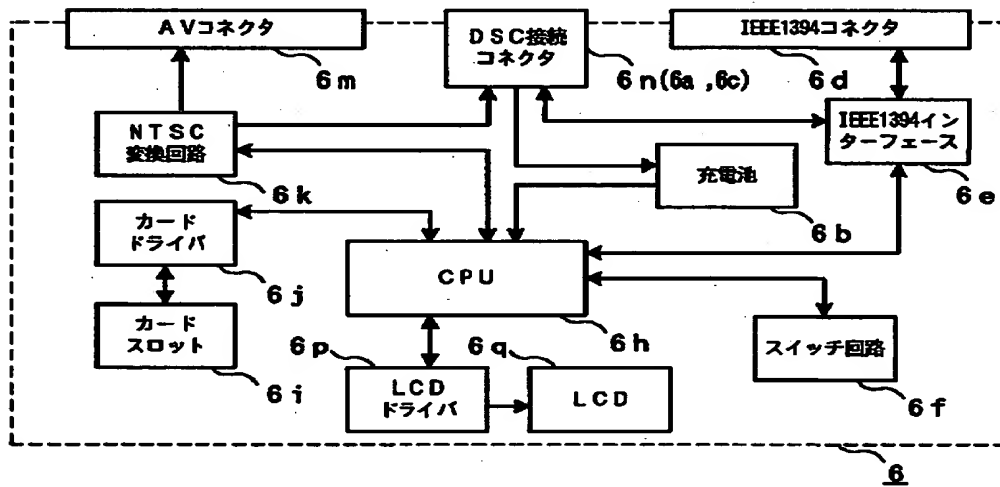 AVコネクタ
6m
DSC接続
コネクタ
6n(6a ,6c)
IEEE1394コネクタ
6d
NTSC
変換回路
6k
IEEE1394イン
ターフェース
6e
充電池
6b
カード
ドライバ
6j
CPU
6h
カード
スロット
6i
スイッチ回路
6f
6p
LCD
ドライバ
6q
LCD
6